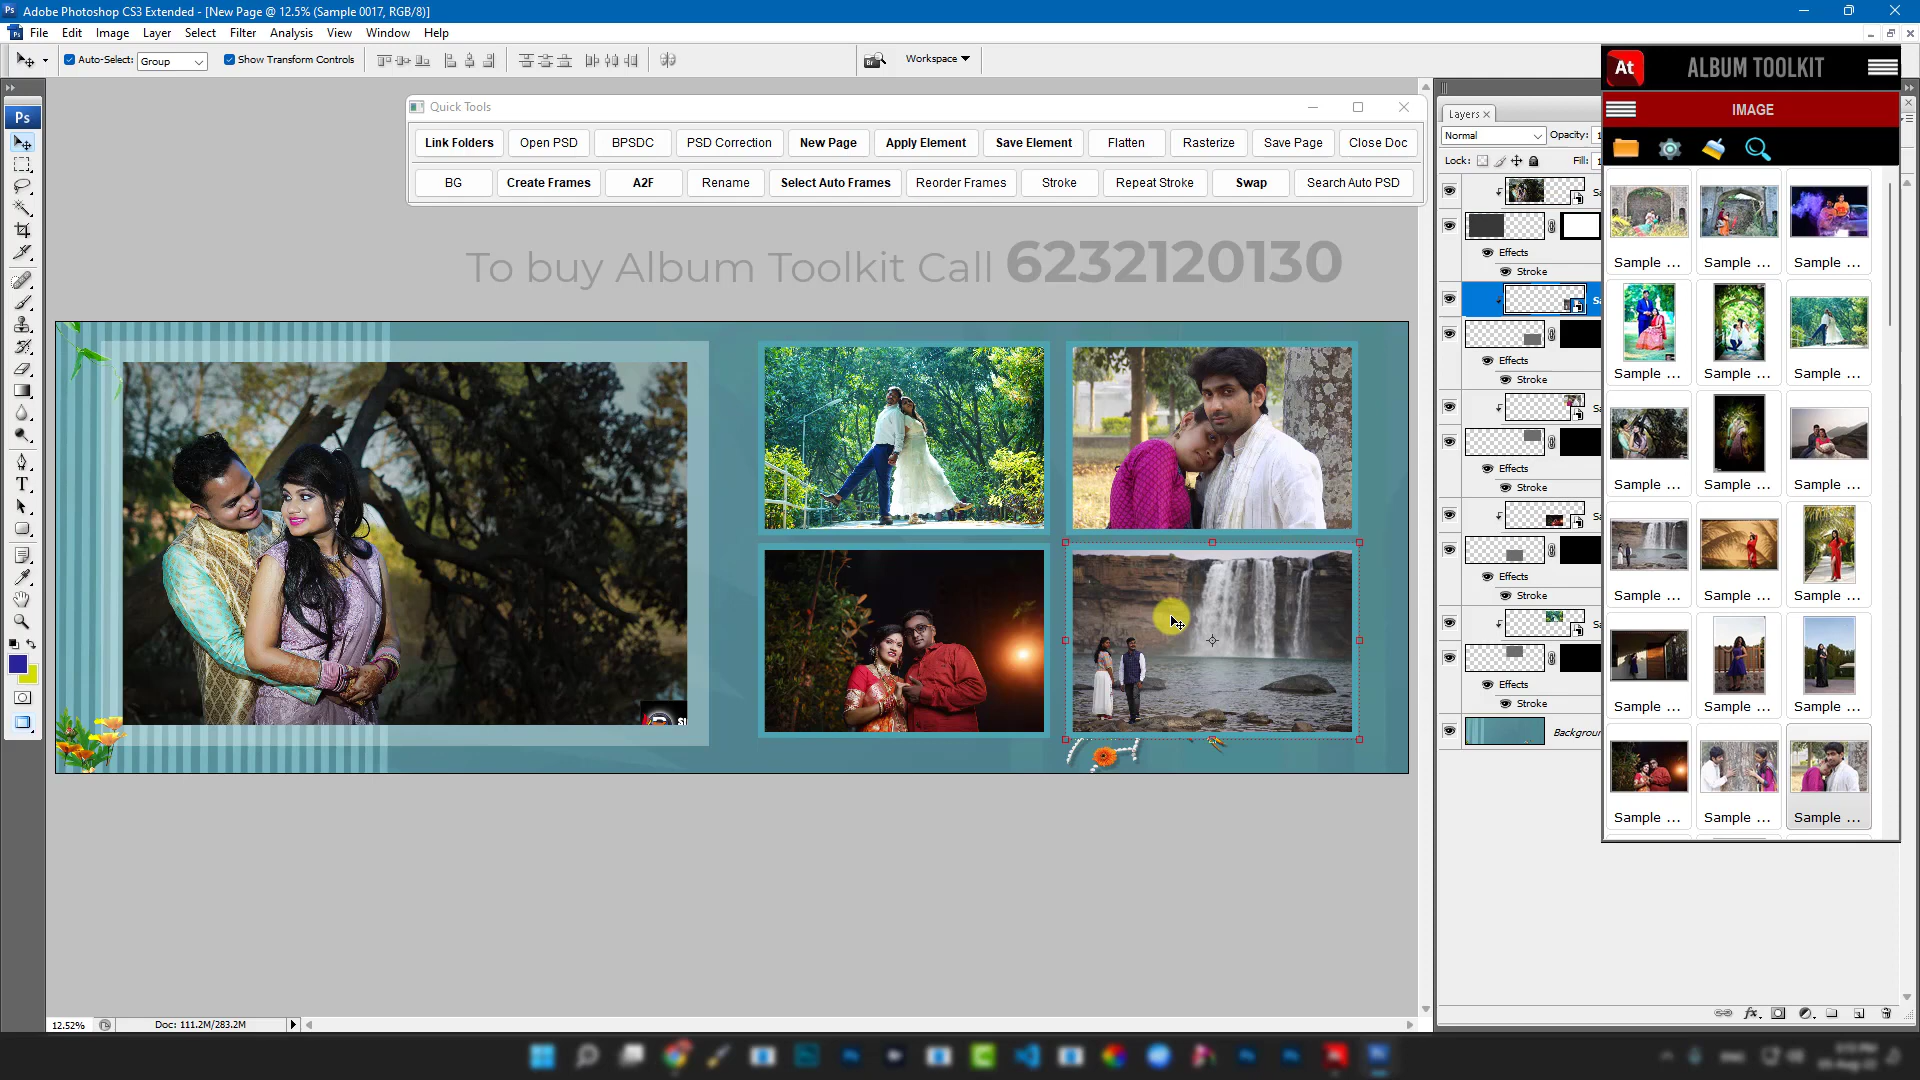 Adobe Photoshop CS3 Extended - [New Page @ 12.5% (Sample 0017, RGB/8)]
File Edit Image Layer Select Filter Analysis View Window Help
Auto-Select: Group Show Transform Controls Workspace
At ALBUM TOOLKIT
IMAGE
Quick Tools
Link Folders Open PSD BPSDC PSD Correction New Page Apply Element Save Element Flatten Rasterize Save Page Close Doc
BG Create Frames A2F Rename Select Auto Frames Reorder Frames Stroke Repeat Stroke Swap Search Auto PSD
To buy Album Toolkit Call 6232120130
Ps
Layers
Normal Opacity: 1
Lock: Fill:
Effects
Stroke
Effects
Stroke
Effects
Stroke
Effects
Stroke
Effects
Stroke
Backgrour
Sample ... Sample ... Sample ...
Sample ... Sample ... Sample ...
Sample ... Sample ... Sample ...
Sample ... Sample ... Sample ...
Sample ... Sample ... Sample ...
Sample ... Sample ... Sample ...
12.52% Doc: 111.2M/283.2M